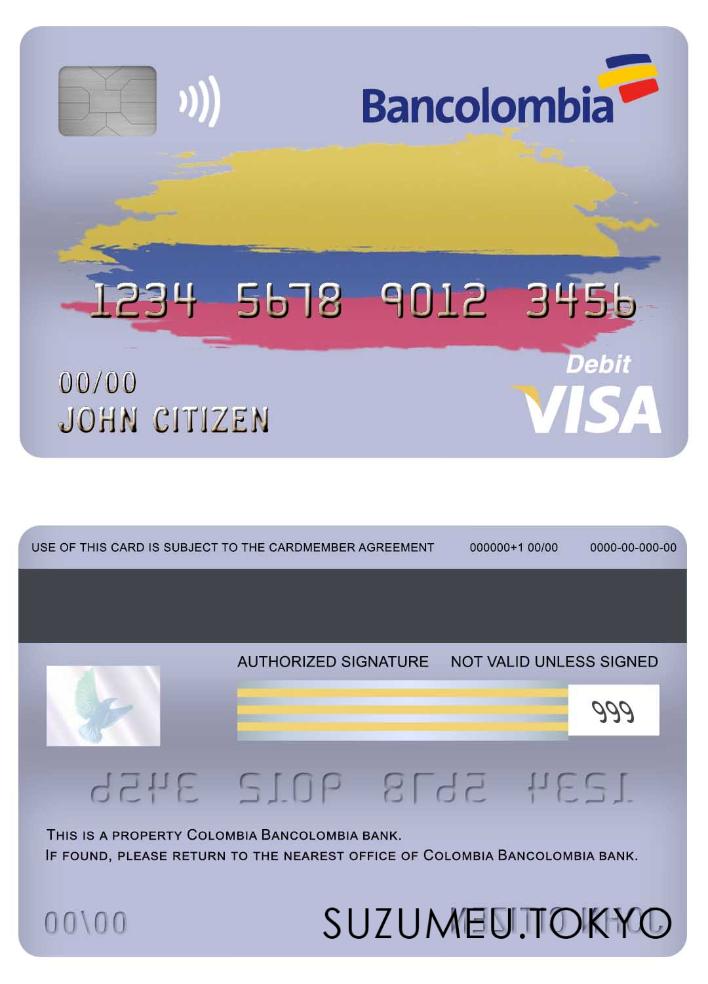 Bancolombia
1234 5678 9012 3456
Debit
00/00
VISA
JOHN CITIZEN
USE OF THIS CARD IS SUBJECT TO THE CARDMEMBER AGREEMENT 000000+1 00/00 0000-00-000-00
AUTHORIZED SIGNATURE NOT VALID UNLESS SIGNED
999
1234 5678 9012 3456
THIS IS A PROPERTY COLOMBIA BANCOLOMBIA BANK.
IF FOUND, PLEASE RETURN TO THE NEAREST OFFICE OF COLOMBIA BANCOLOMBIA BANK.
00/00
JOHN CITIZEN
SUZUMEU.TOKYO